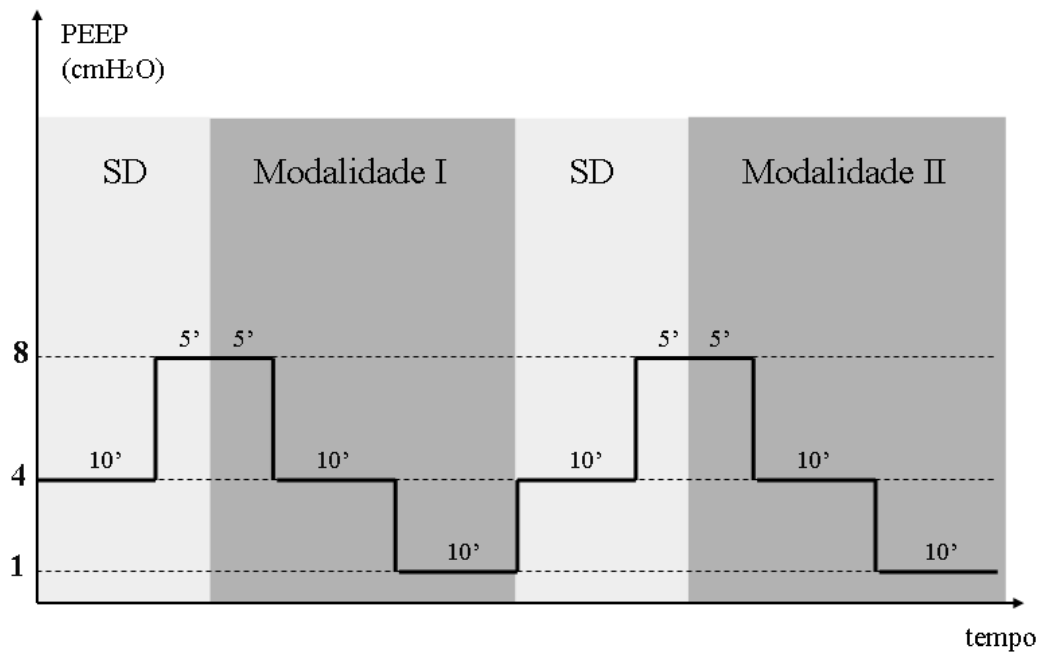 PEEP
(cmH2O)
SD
Modalidade I
SD
Modalidade II
5’ 5’ 5’ 5’
8
10’ 10’ 10’ 10’
4
10’ 10’
1
tempo